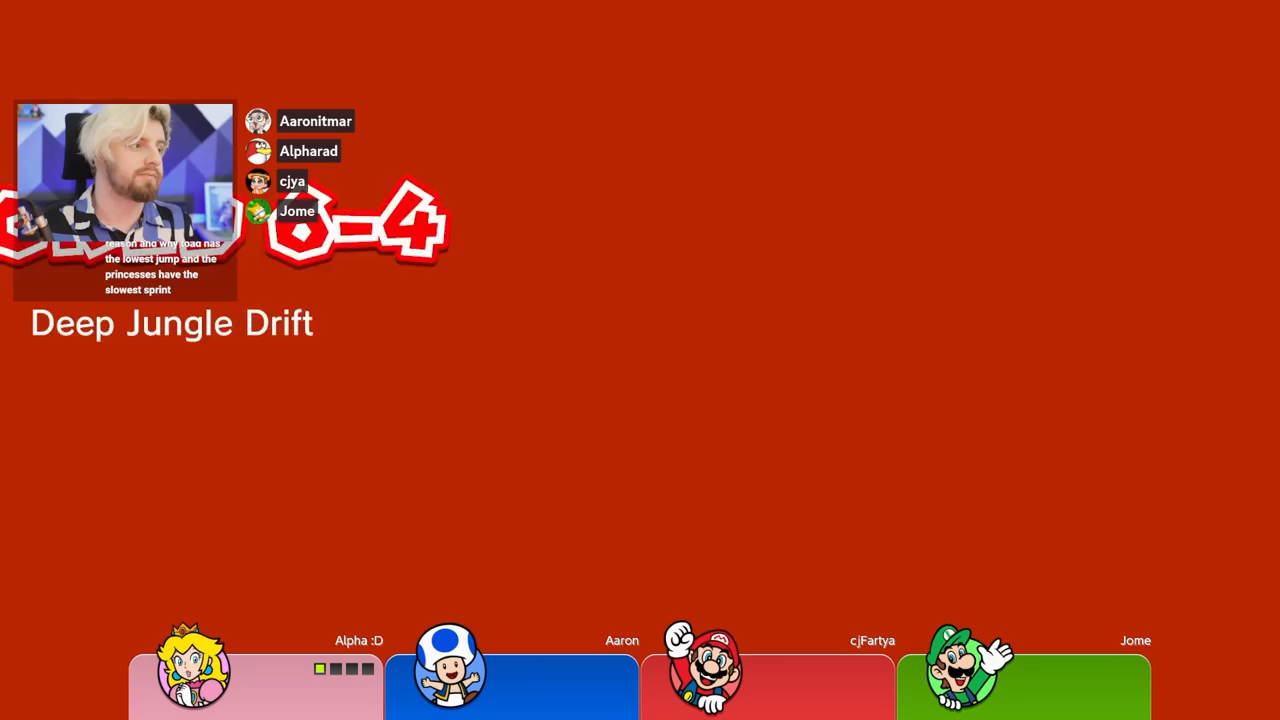 Aaronitmar
Alpharad
cjya
Jome
6-4
reason and why toad has
the lowest jump and the
princesses have the
slowest sprint
Deep Jungle Drift
Alpha :D
Aaron
cjFartya
Jome